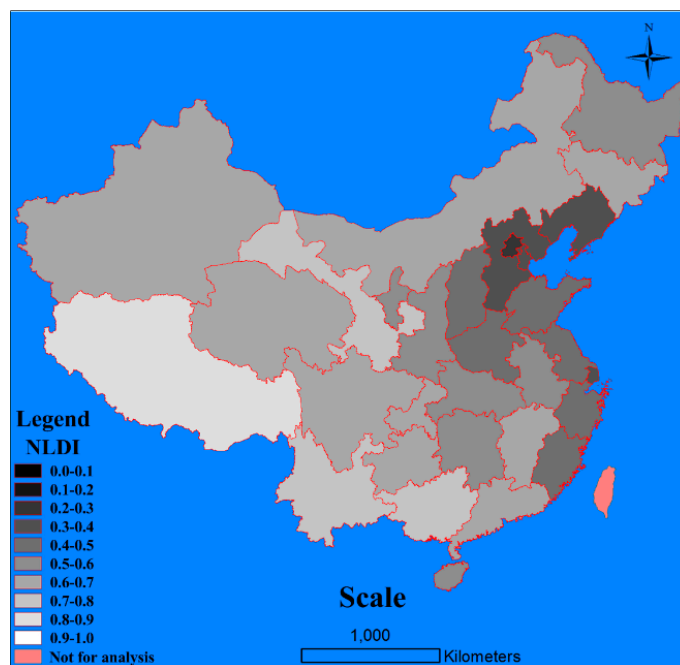 N
Legend
NLDI
0.0-0.1
0.1-0.2
0.2-0.3
0.3-0.4
0.4-0.5
0.5-0.6
0.6-0.7
0.7-0.8
0.8-0.9
0.9-1.0
Not for analysis
Scale
1,000
Kilometers